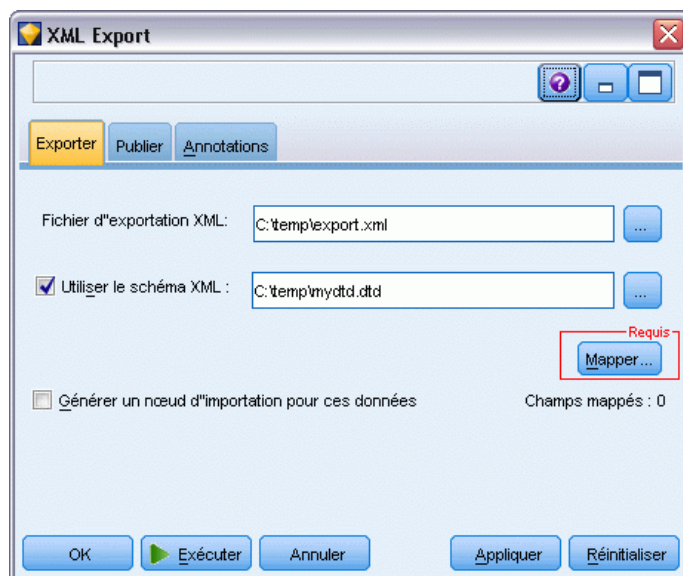 XML Export
Exporter Publier Annotations
Fichier d''exportation XML: C:\temp\export.xml ...
Utiliser le schéma XML : C:\temp\mydtd.dtd ...
Requis
Mapper...
Générer un nœud d''importation pour ces données Champs mappés : 0
OK Exécuter Annuler Appliquer Réinitialiser